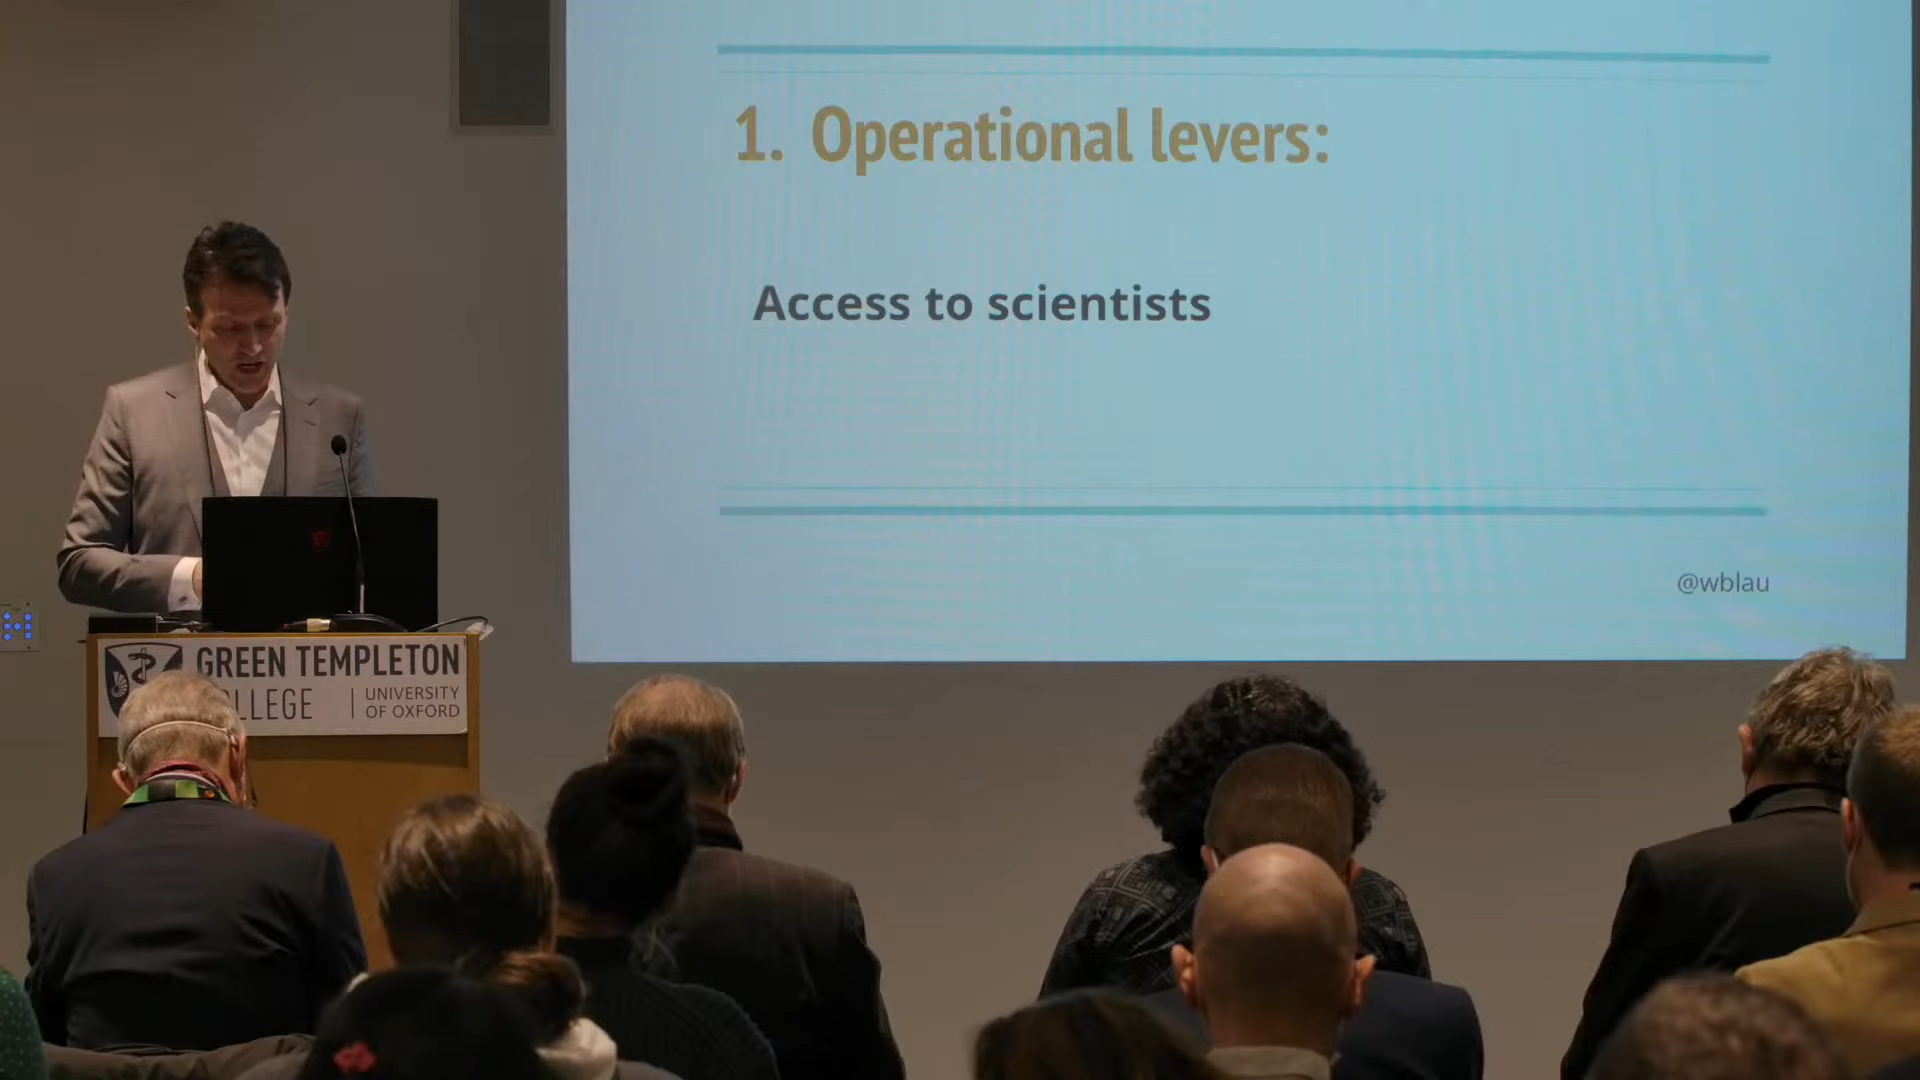 1. Operational levers:
Access to scientists
@wblau
GREEN TEMPLETON
LLEGE
UNIVERSITY
OF OXFORD